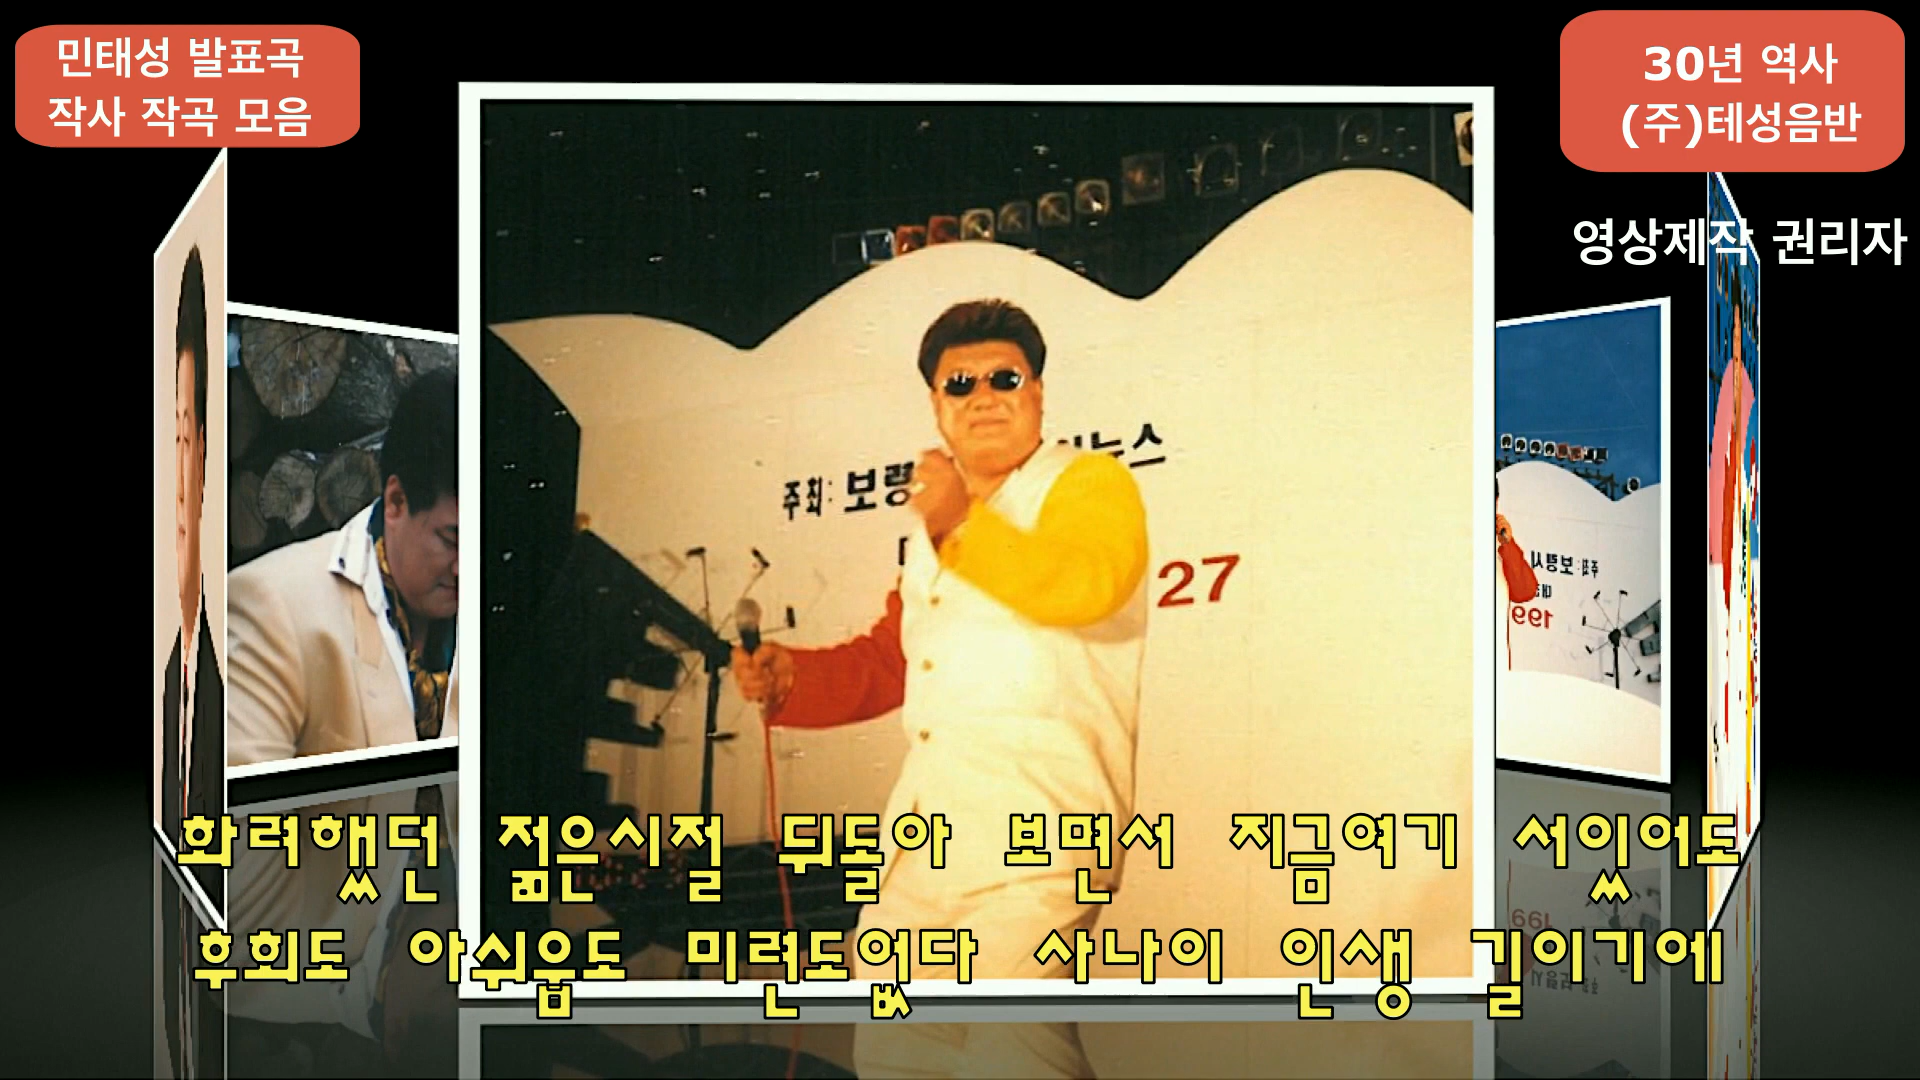 민태성 발표곡
작사 작곡 모음
30년 역사
(주)테성음반
영상제작 권리자
주최: 보령
뉴스
27
화려했던 젊은시절 뒤돌아 보면서 지금여기 서있어도
후회도 아쉬움도 미련도없다 사나이 인생 길이기에